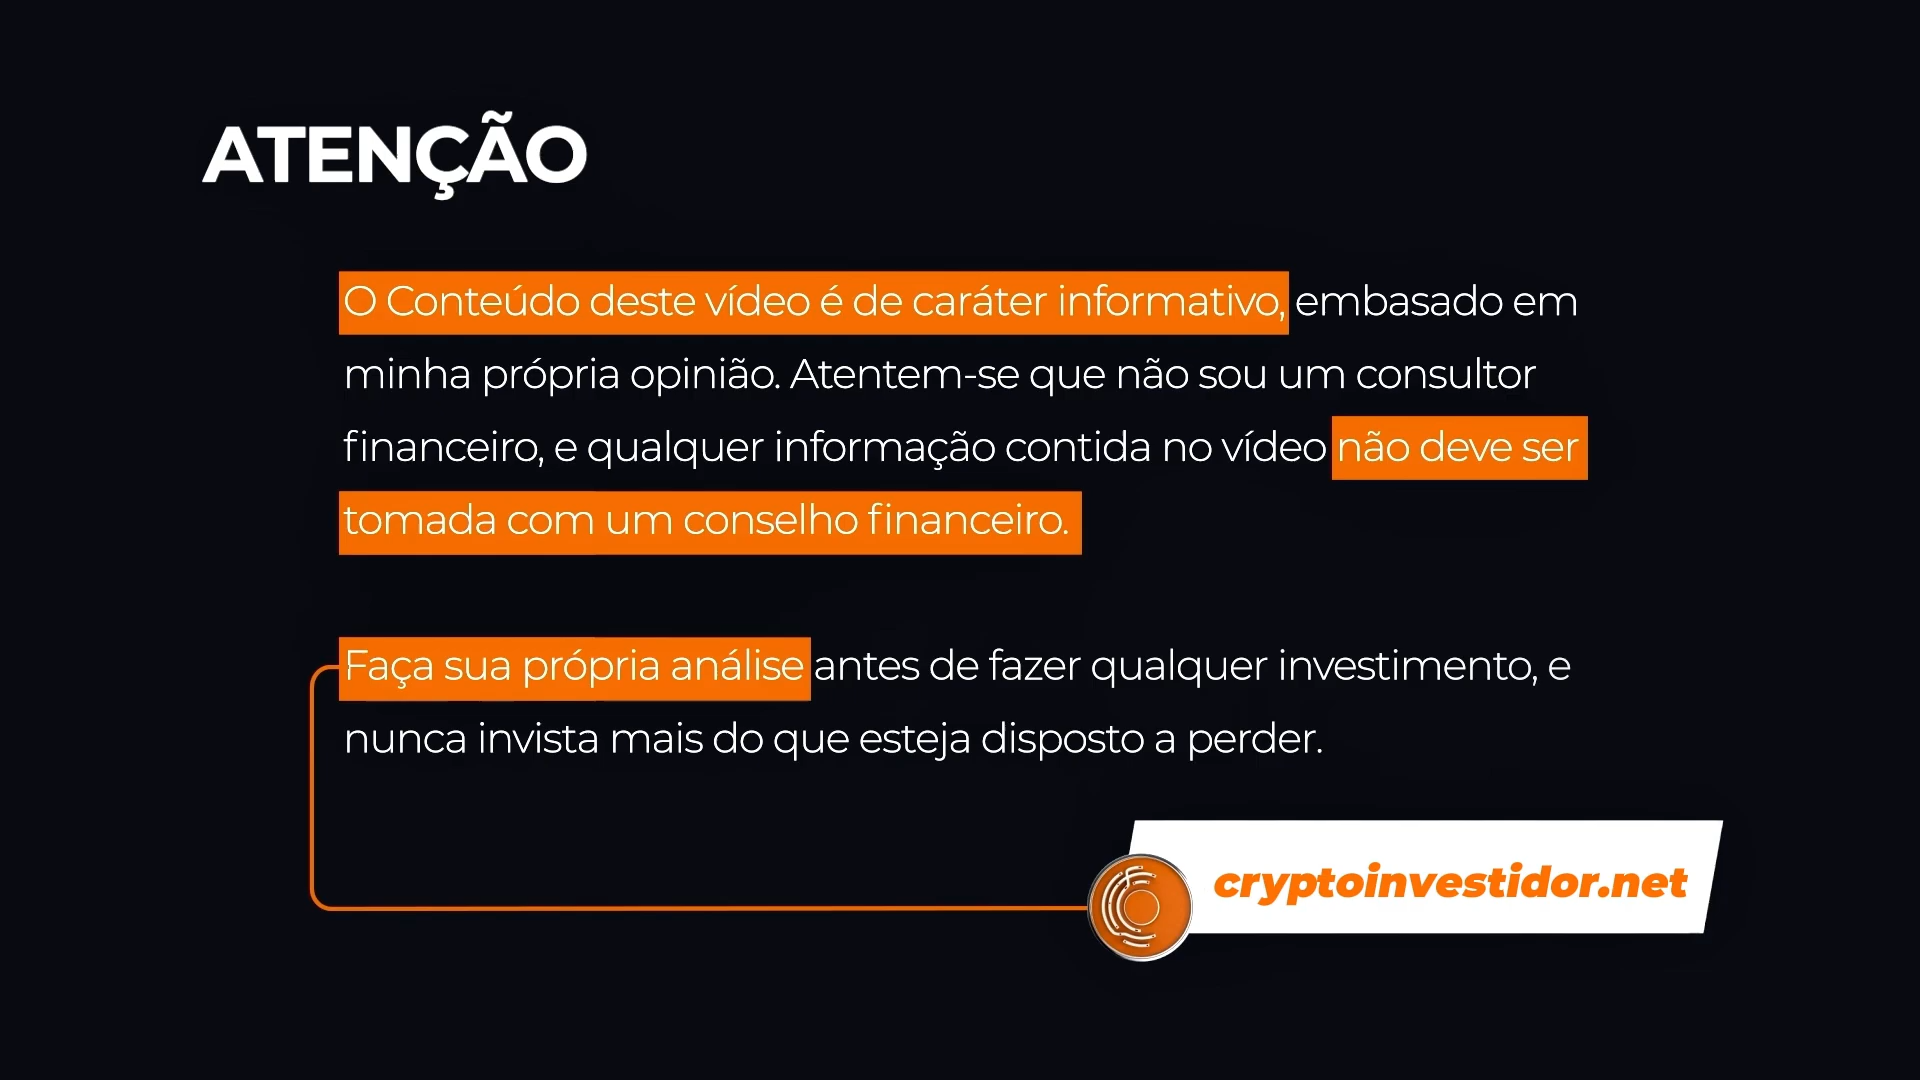 ATENÇÃO
O Conteúdo deste vídeo é de caráter informativo, embasado em
minha própria opinião. Atentem-se que não sou um consultor
financeiro, e qualquer informação contida no vídeo não deve ser
tomada com um conselho financeiro.
Faça sua própria análise antes de fazer qualquer investimento, e
nunca invista mais do que esteja disposto a perder.
cryptoinvestidor.net